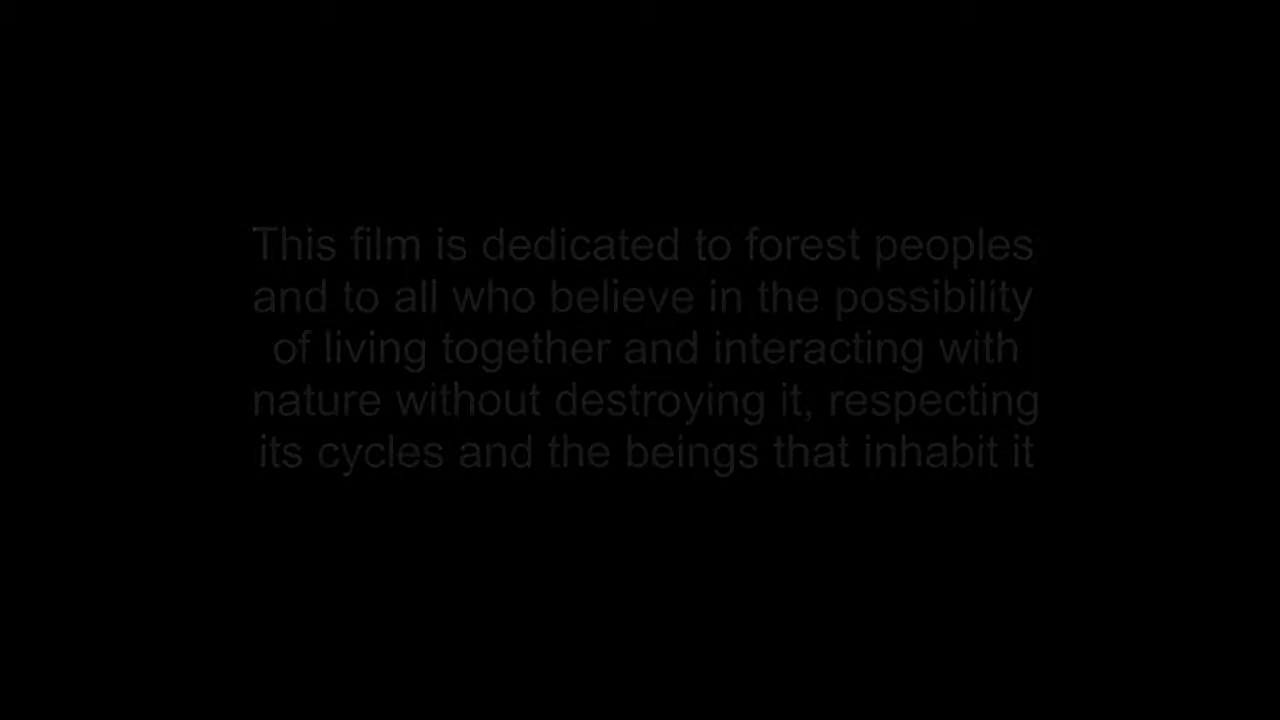 This film is dedicated to forest peoples
and to all who believe in the possibility
of living together and interacting with
nature without destroying it, respecting
its cycles and the beings that inhabit it